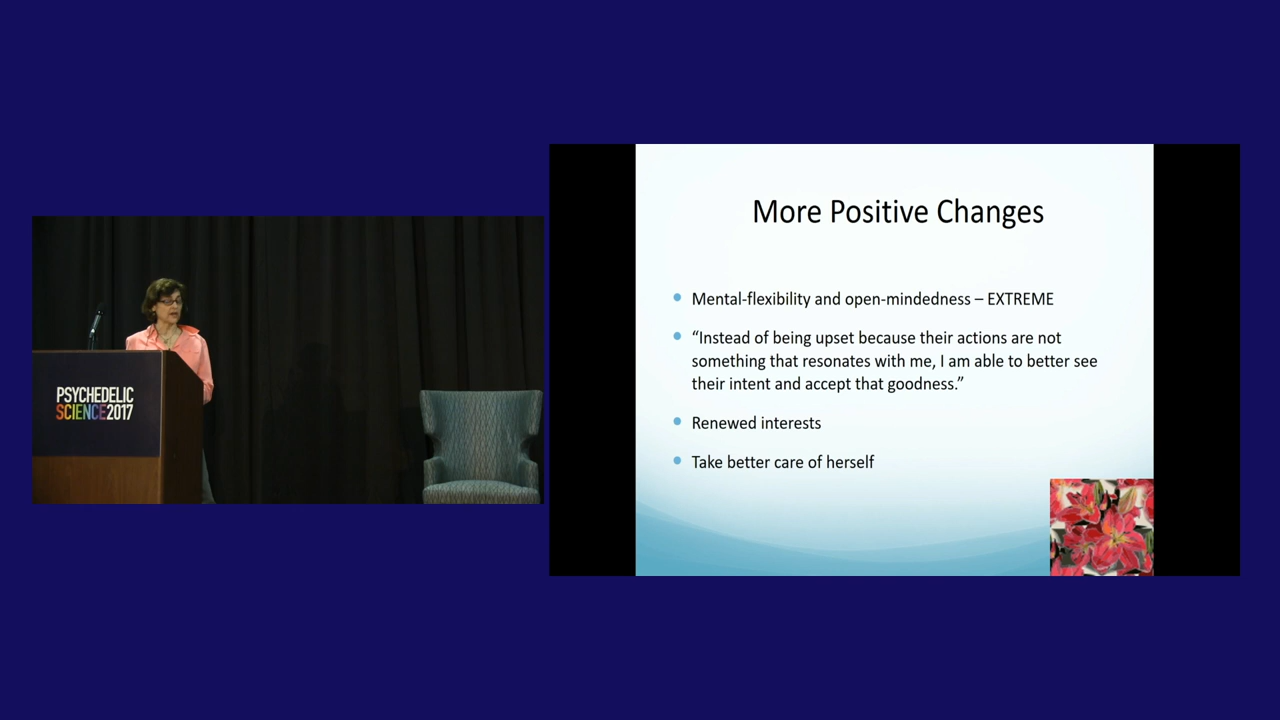 PSYCHEDELIC
SCIENCE2017
More Positive Changes
Mental-flexibility and open-mindedness – EXTREME
“Instead of being upset because their actions are not
something that resonates with me, I am able to better see
their intent and accept that goodness.”
Renewed interests
Take better care of herself